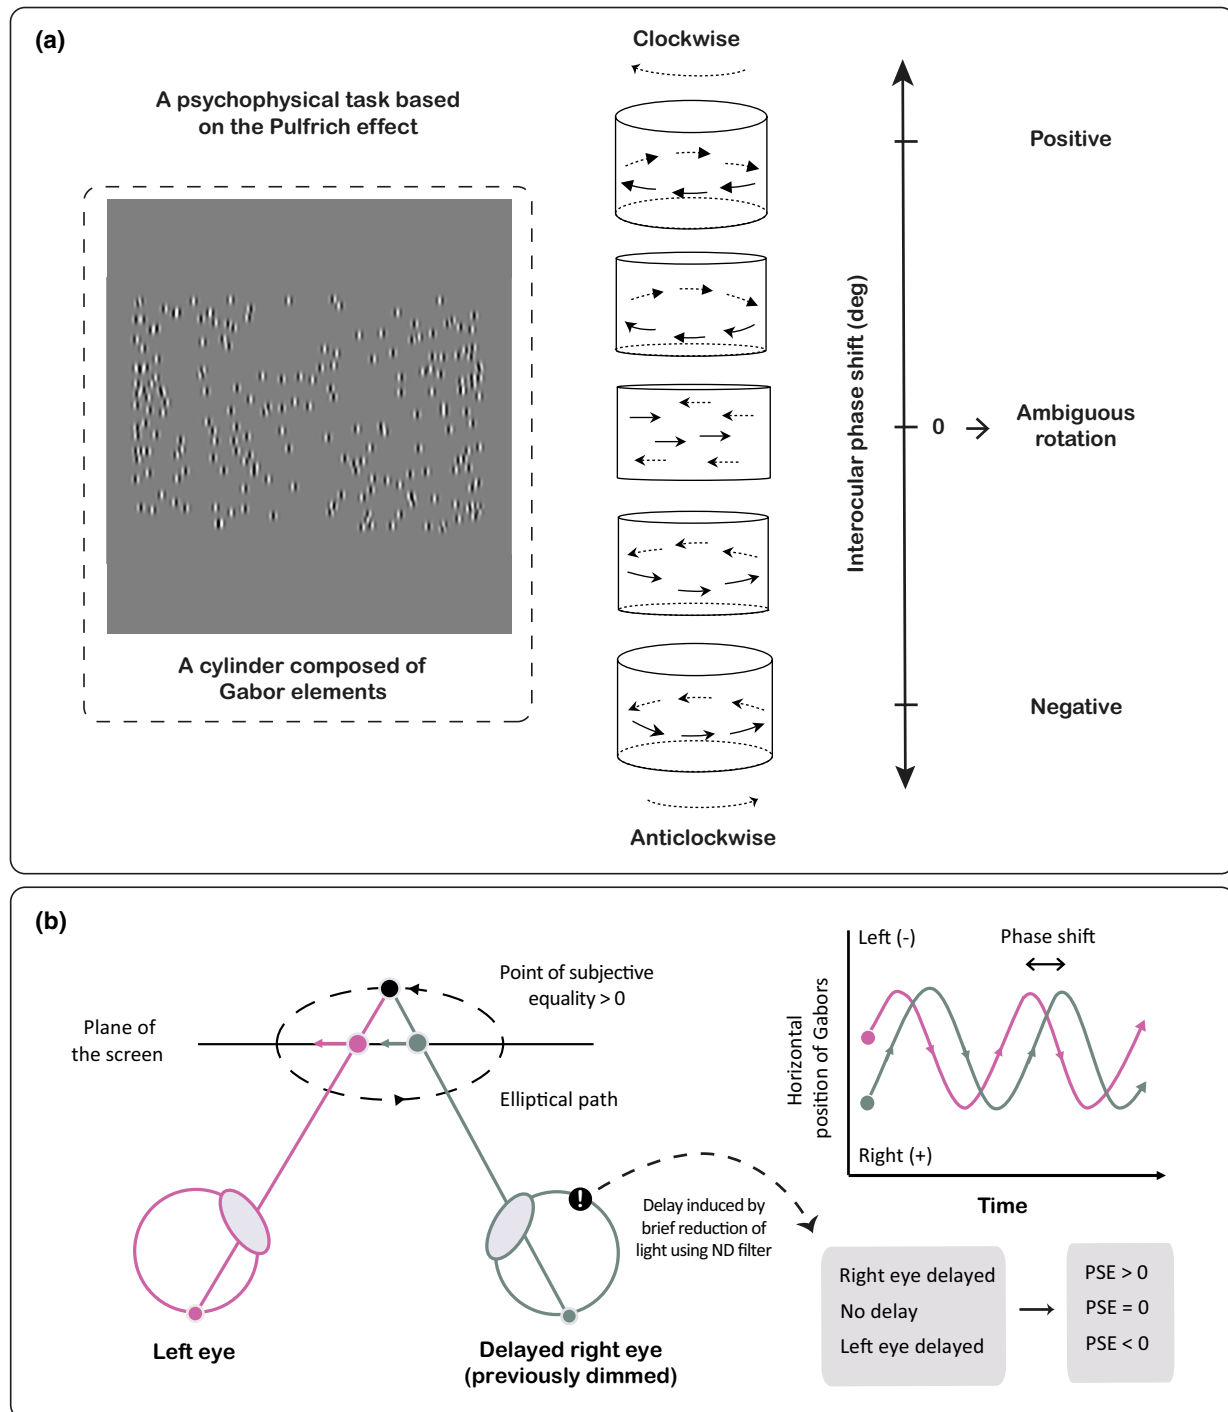 (a)
A psychophysical task based
on the Pulfrich effect
A cylinder composed of
Gabor elements
Clockwise
Anticlockwise
Interocular phase shift (deg)
Positive
0
Ambiguous
rotation
Negative
(b)
Plane of
the screen
Point of subjective
equality > 0
Elliptical path
Left eye
Delayed right eye
(previously dimmed)
!
Delay induced by
brief reduction of
light using ND filter
Left (-)
Phase shift
Horizontal
position of Gabors
Right (+)
Time
Right eye delayed
No delay
Left eye delayed
PSE > 0
PSE = 0
PSE < 0